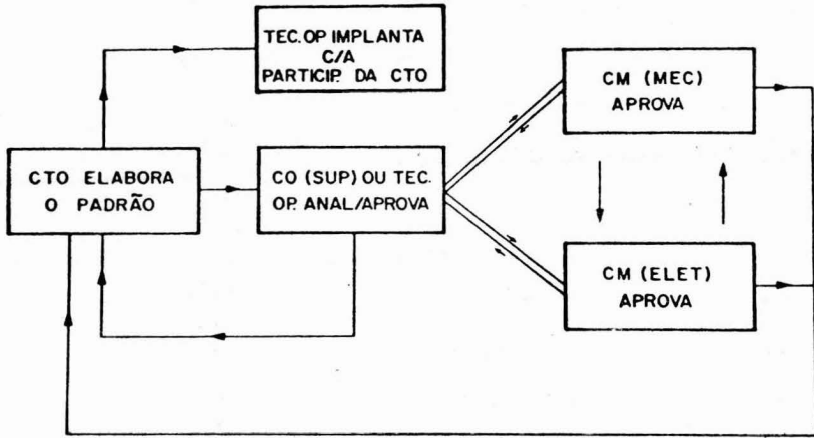 TEC. OP IMPLANTA
C/A
PARTICIP. DA CTO
CM (MEC)
APROVA
CTO ELABORA
O PADRÃO
CO (SUP) OU TEC.
OP. ANAL/APROVA
CM (ELET)
APROVA